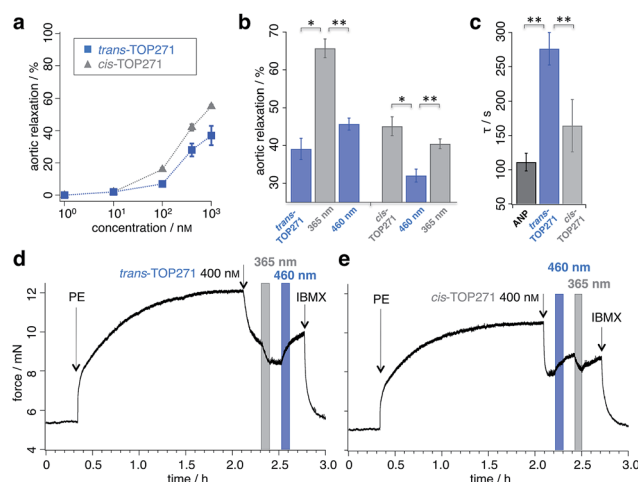 a
trans-TOP271
cis-TOP271
aortic relaxation / %
100
80
60
40
20
0
10⁰ 10¹ 10² 10³
concentration / nM
b
* **
* **
aortic relaxation / %
70
60
50
40
30
trans-TOP271
365 nm
460 nm
cis-TOP271
460 nm
365 nm
c
** **
τ / s
300
250
200
150
100
50
ANP
trans-TOP271
cis-TOP271
d
365 nm
trans-TOP271 400 nM
460 nm
PE
IBMX
force / mN
12
10
8
6
4
0.0 0.5 1.0 1.5 2.0 2.5 3.0
time / h
e
460 nm
365 nm
cis-TOP271 400 nM
PE
IBMX
0.0 0.5 1.0 1.5 2.0 2.5 3.0
time / h